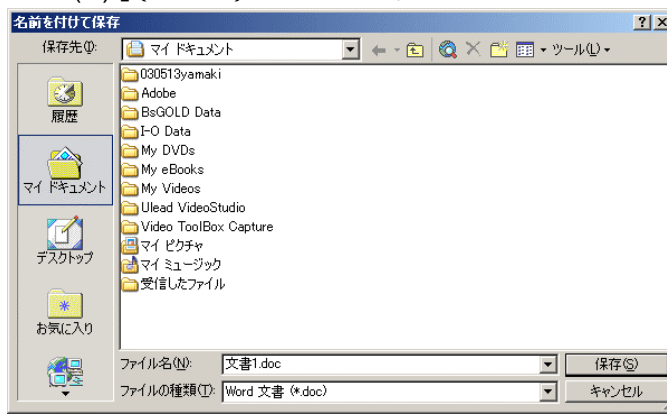 名前を付けて保存
保存先(I):
マイ ドキュメント
ツール(L)
履歴
マイ ドキュメント
デスクトップ
お気に入り
030513yamaki
Adobe
BsGOLD Data
I-O Data
My DVDs
My eBooks
My Videos
Ulead VideoStudio
Video ToolBox Capture
マイ ピクチャ
マイ ミュージック
受信したファイル
ファイル名(N):
文書1.doc
保存(S)
ファイルの種類(T):
Word 文書 (*.doc)
キャンセル